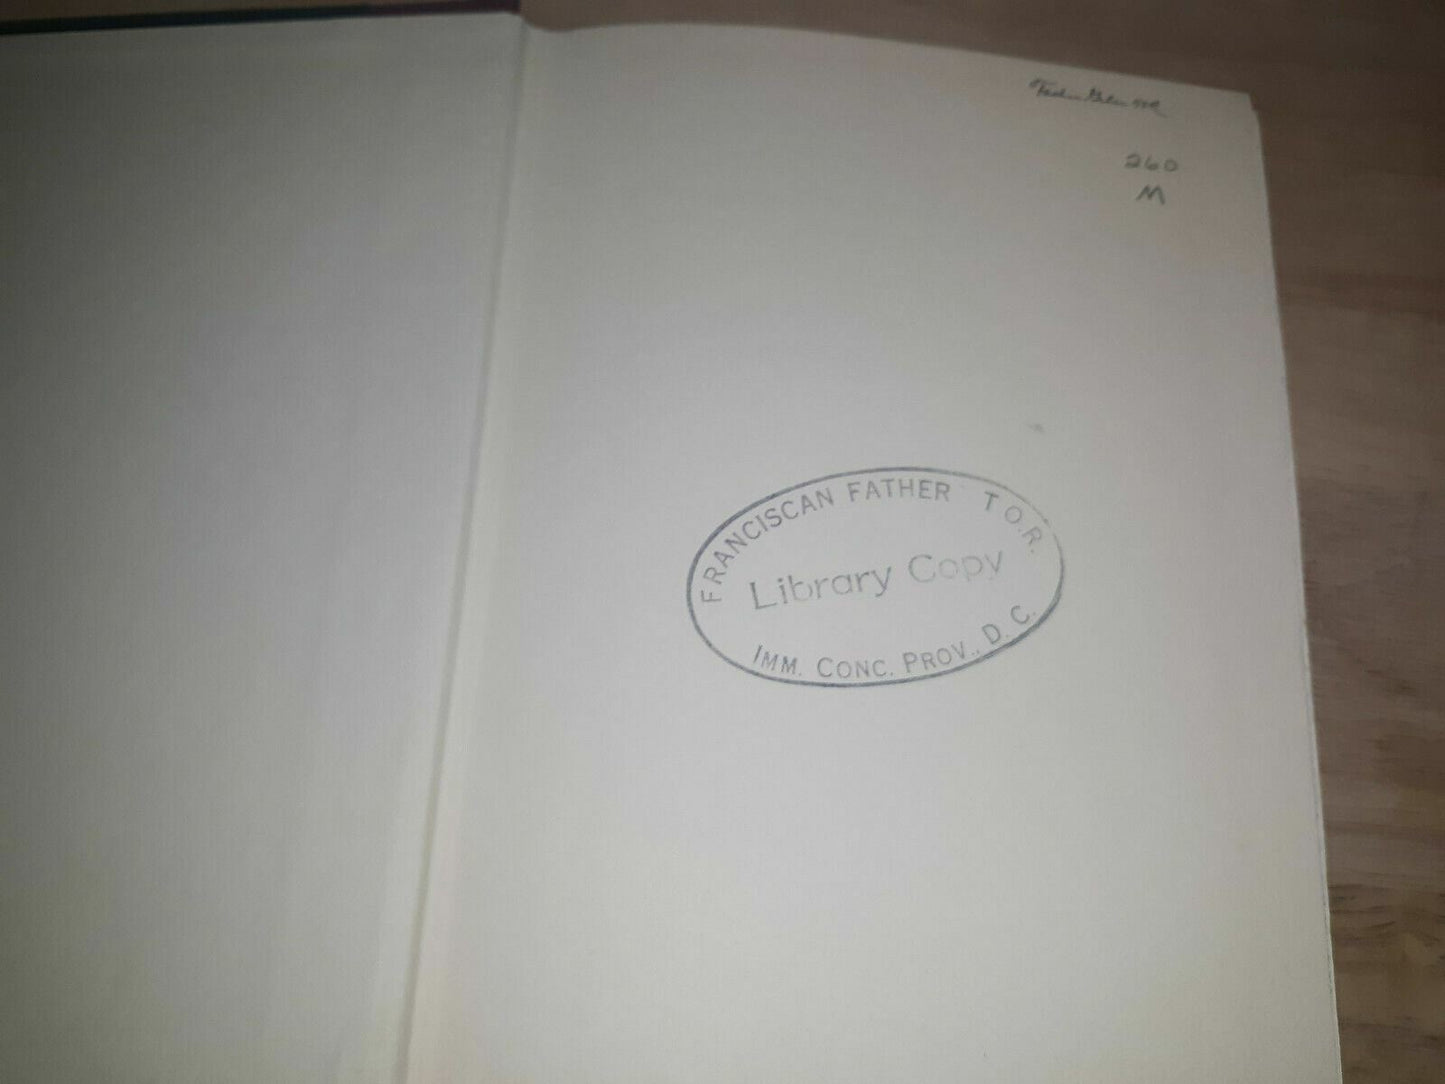 260
M
FRANCISCAN FATHER T O.R.
Library Copy
IMM. CONC. PROV., D. C.